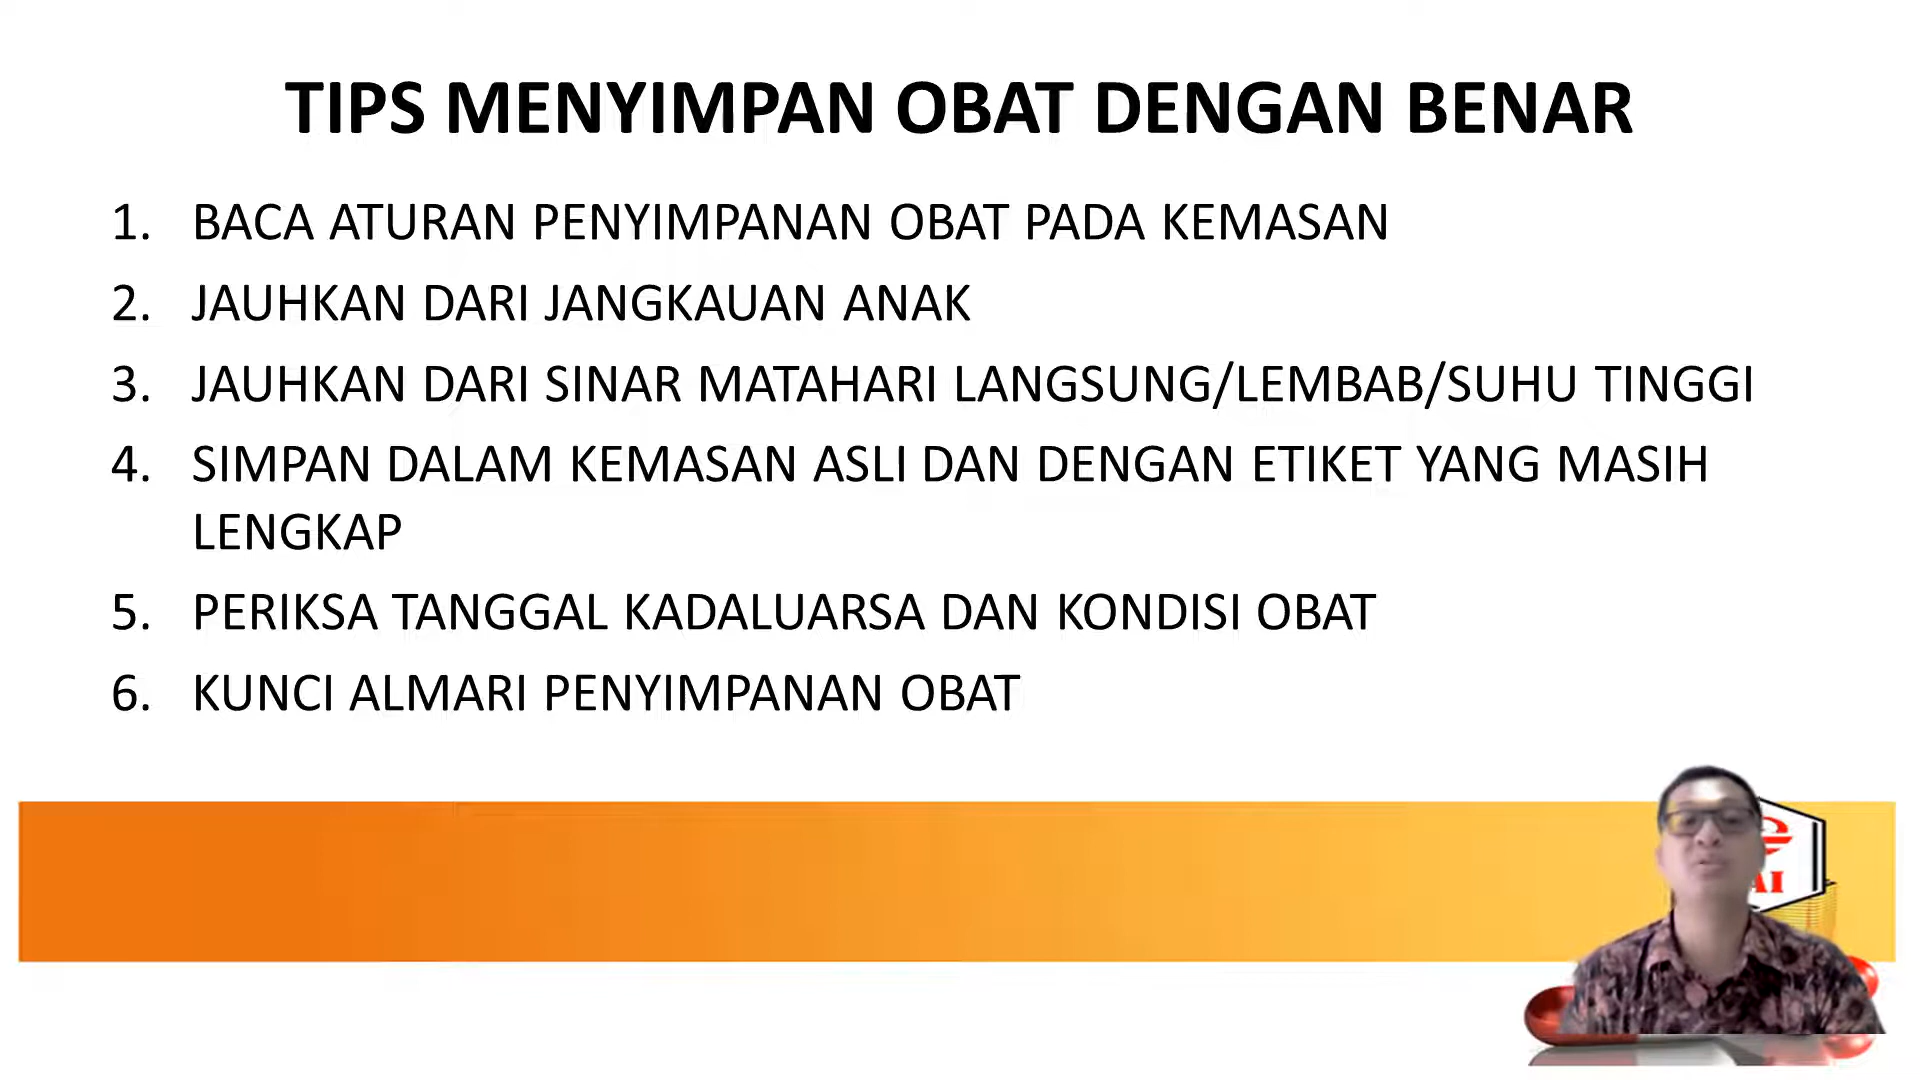 TIPS MENYIMPAN OBAT DENGAN BENAR
1. BACA ATURAN PENYIMPANAN OBAT PADA KEMASAN
2. JAUHKAN DARI JANGKAUAN ANAK
3. JAUHKAN DARI SINAR MATAHARI LANGSUNG/LEMBAB/SUHU TINGGI
4. SIMPAN DALAM KEMASAN ASLI DAN DENGAN ETIKET YANG MASIH
LENGKAP
5. PERIKSA TANGGAL KADALUARSA DAN KONDISI OBAT
6. KUNCI ALMARI PENYIMPANAN OBAT